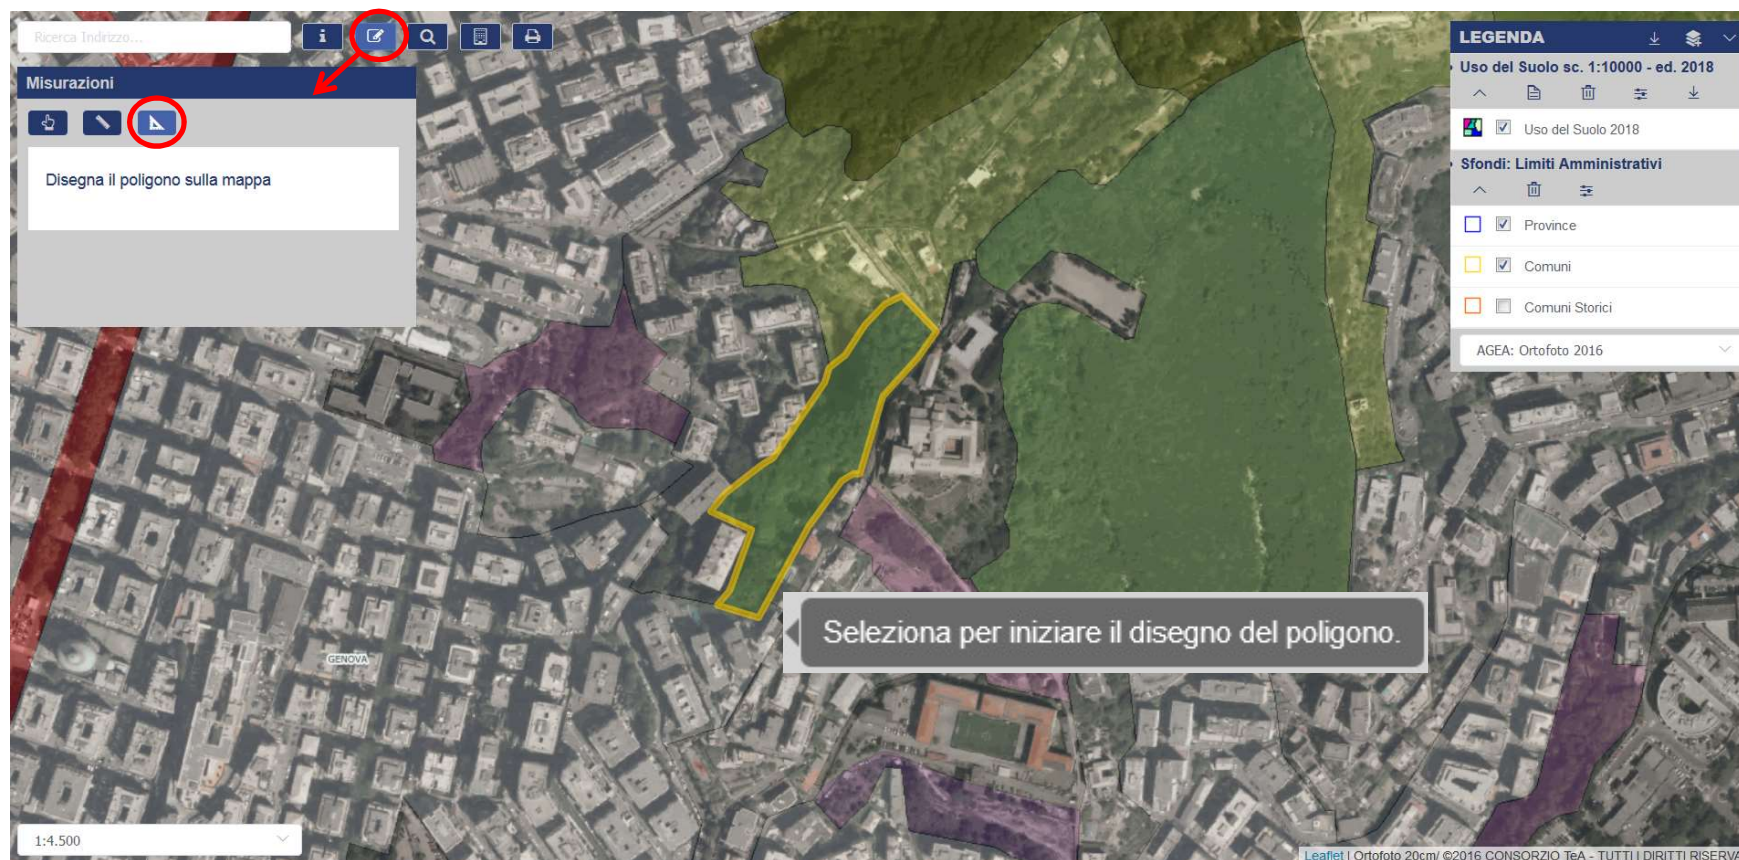 Ricerca Indirizzo...
Misurazioni
Disegna il poligono sulla mappa
LEGENDA
Uso del Suolo sc. 1:10000 - ed. 2018
Uso del Suolo 2018
Sfondi: Limiti Amministrativi
Province
Comuni
Comuni Storici
AGEA: Ortofoto 2016
Seleziona per iniziare il disegno del poligono.
GENOVA
1:4.500
Leaflet | Ortofoto 20cm/ ©2016 CONSORZIO TeA - TUTTI I DIRITTI RISERVA